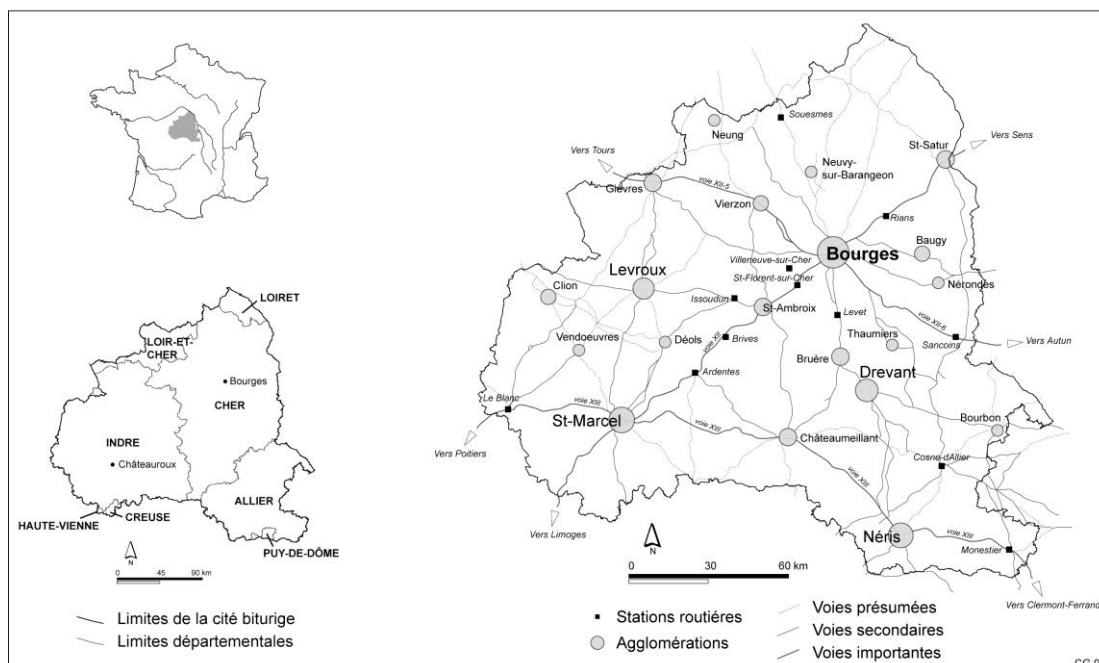 LOIRET
LOIR-ET-
CHER
Bourges
CHER
INDRE
Châteauroux
ALLIER
HAUTE-VIENNE
CREUSE
PUY-DE-DÔME
N
0 45 90 km
Limites de la cité biturige
Limites départementales
Souesmes
Neung
Vers Sens
St-Satur
Vers Tours
Neuvy-
sur-Barangeon
Gièvres
voie XII-5
Vierzon
Rians
Bourges
Baugy
Villeneuve-sur-Cher
Levroux
St-Florent-sur-Cher
Nérondes
Clion
Issoudun
St-Ambroix
Levet
voie XII-6
Thaumiers
Vendoeuvres
Déols
voie XII
Brives
Sancoins
Vers Autun
Bruère
Ardentes
Drevant
Le Blanc
voie XIII
St-Marcel
voie XIII
Bourbon
Châteaumeillant
Vers Poitiers
Cosne-d'Allier
voie XIII
Vers Limoges
Néris
voie XIII
Monestier
N
0 30 60 km
Vers Clermont-Ferrand
Stations routiéres
Agglomérations
Voies présumées
Voies secondaires
Voies importantes